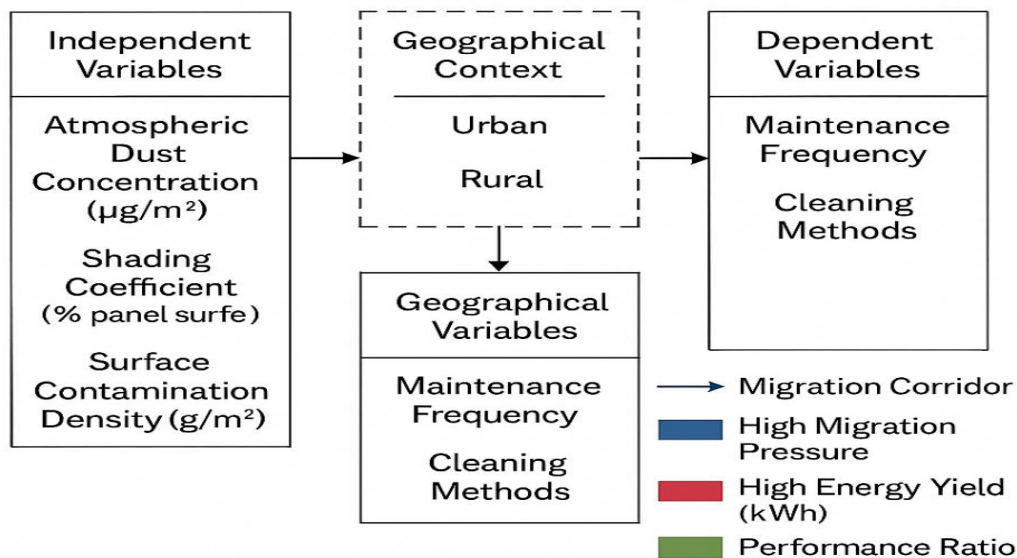 Independent
Variables
Atmospheric
Dust
Concentration
(µg/m²)
Shading
Coefficient
(% panel surfe)
Surface
Contamination
Density (g/m²)
Geographical
Context
Urban
Rural
Geographical
Variables
Maintenance
Frequency
Cleaning
Methods
Dependent
Variables
Maintenance
Frequency
Cleaning
Methods
Migration Corridor
High Migration
Pressure
High Energy Yield
(kWh)
Performance Ratio